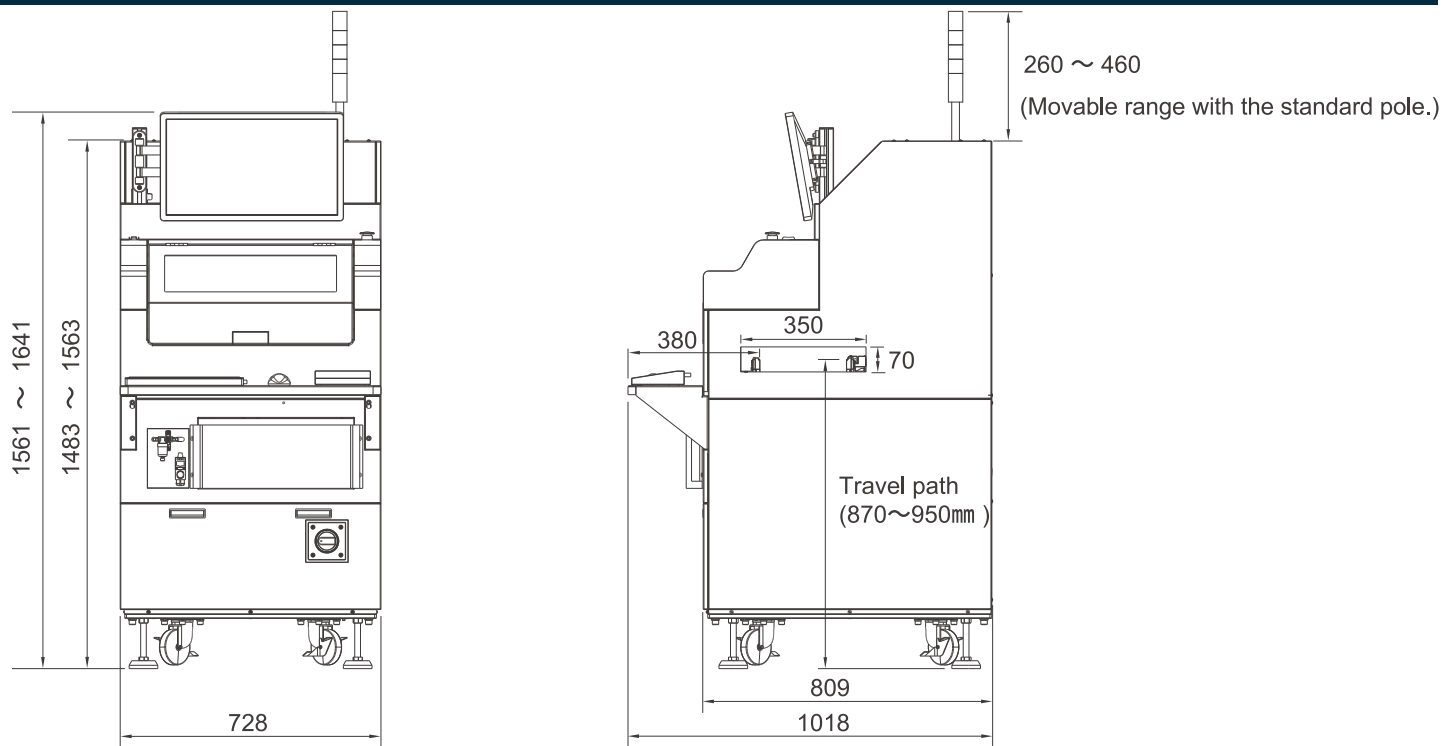 260 ～ 460
(Movable range with the standard pole.)
1561 ～ 1641
1483 ～ 1563
380
350
70
Travel path
(870～950㎜ )
809
728
1018